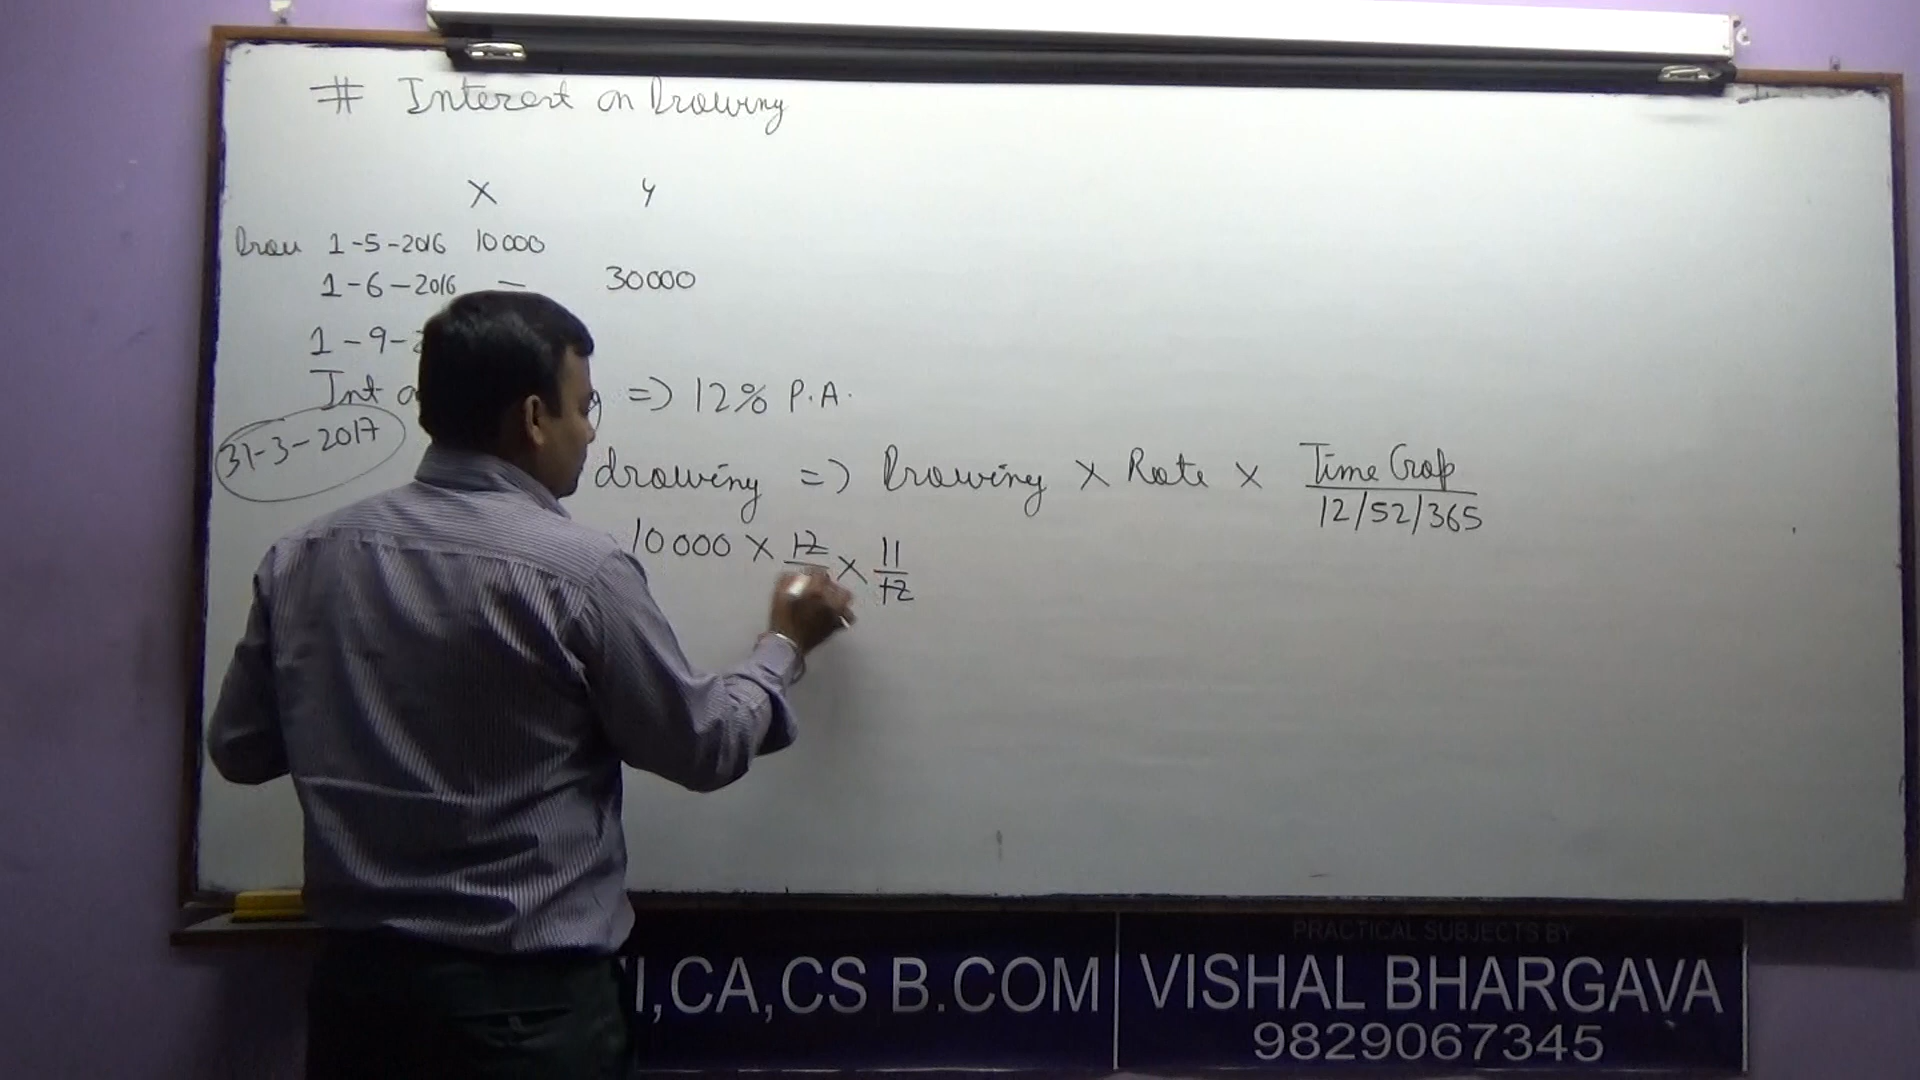 # Interest on Drawing
X Y
Draw 1-5-2016 10000
1-6-2016 — 30000
1-9-
Int => 12% P.A.
31-3-2017
drawing => Drawing × Rate × Time Gap
12/52/365
10000 × 12 × 11
12
PRACTICAL SUBJECTS BY
I,CA,CS B.COM VISHAL BHARGAVA
9829067345